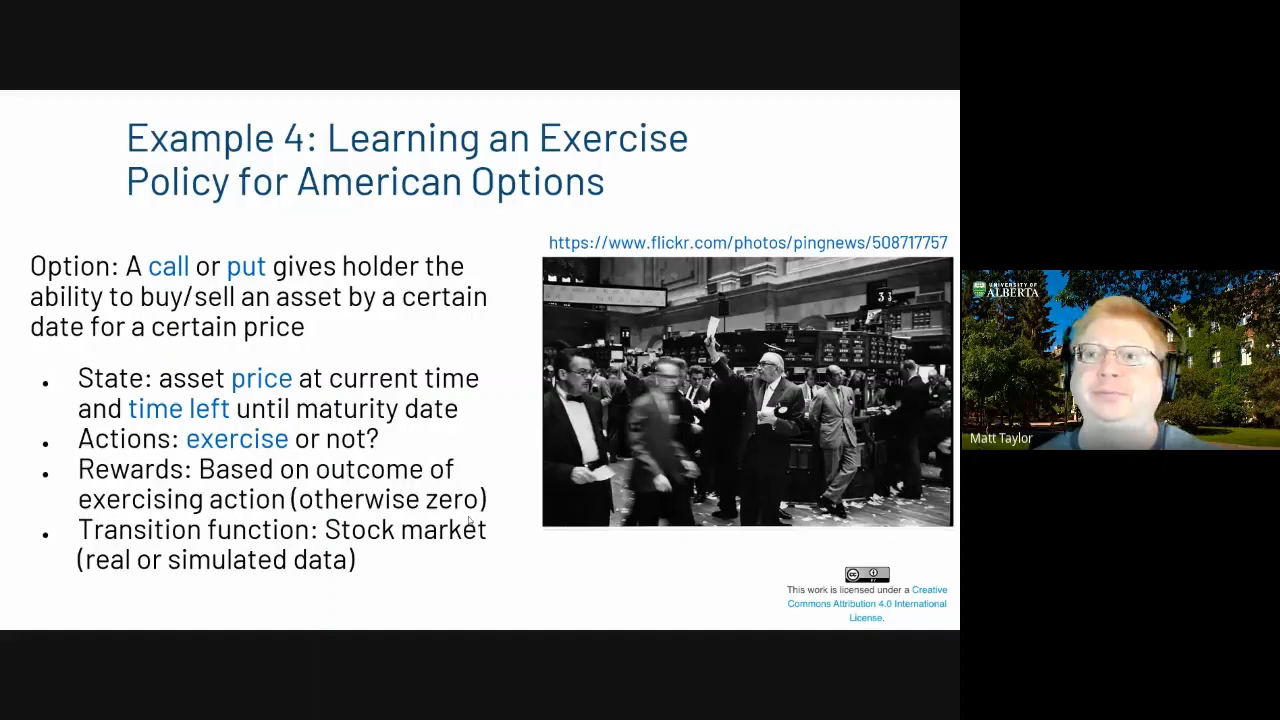 Example 4: Learning an Exercise
Policy for American Options
https://www.flickr.com/photos/pingnews/508717757
Option: A call or put gives holder the
ability to buy/sell an asset by a certain
date for a certain price
• State: asset price at current time
and time left until maturity date
• Actions: exercise or not?
• Rewards: Based on outcome of
exercising action (otherwise zero)
• Transition function: Stock market
(real or simulated data)
This work is licensed under a Creative
Commons Attribution 4.0 International
License.
UNIVERSITY OF
ALBERTA
Matt Taylor